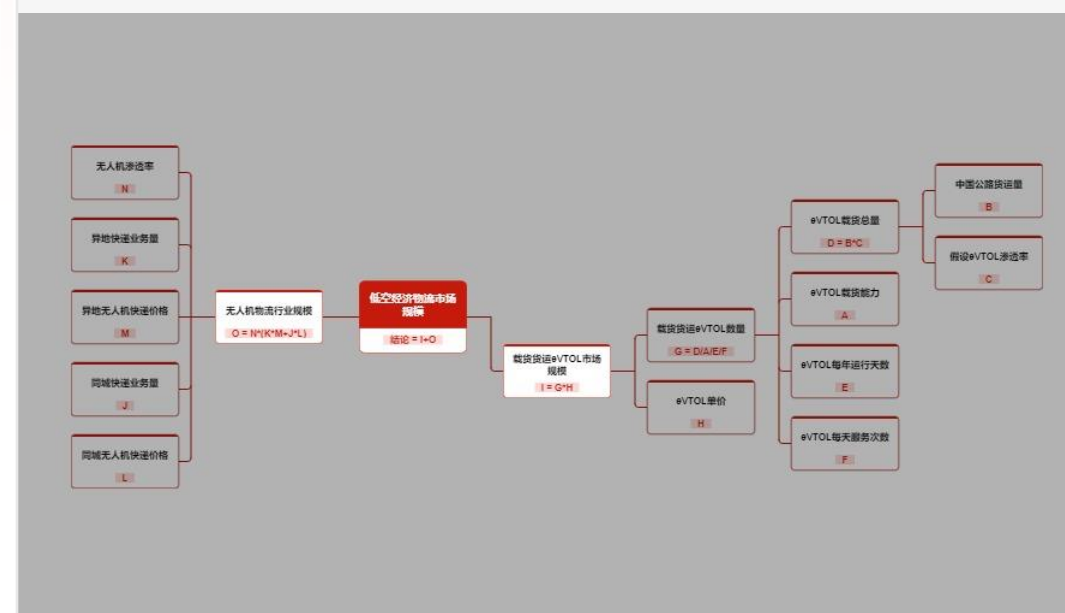 无人机渗透率
N
异地快递业务量
K
异地无人机快递价格
M
同城快递业务量
J
同城无人机快递价格
L
无人机物流行业规模
O = N*(K*M+J*L)
低空经济物流市场
规模
结论 = I+O
载货货运eVTOL市场
规模
I = G*H
载货货运eVTOL数量
G = D/A/E/F
eVTOL单价
H
eVTOL载货总量
D = B*C
eVTOL载货能力
A
eVTOL每年运行天数
E
eVTOL每天服务次数
F
中国公路货运量
B
假设eVTOL渗透率
C